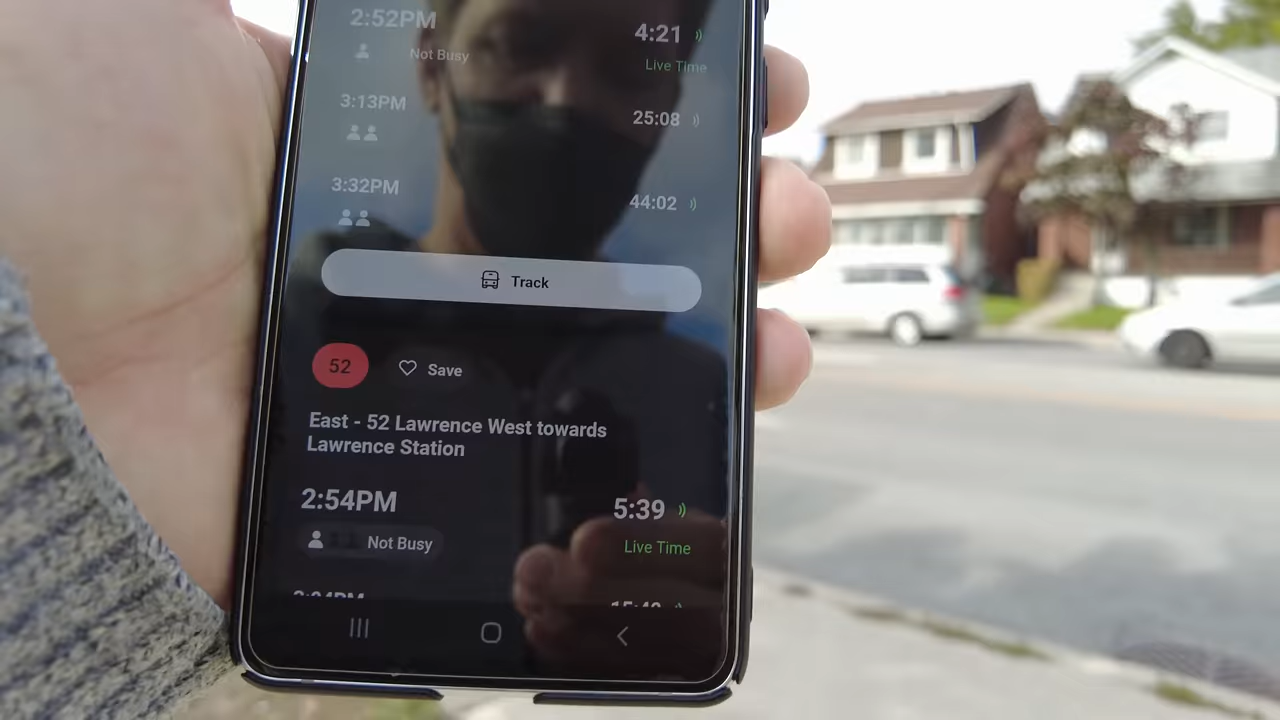 2:52PM
4:21
Not Busy
Live Time
3:13PM
25:08
3:32PM
44:02
Track
52
Save
East - 52 Lawrence West towards
Lawrence Station
2:54PM
5:39
Not Busy
Live Time